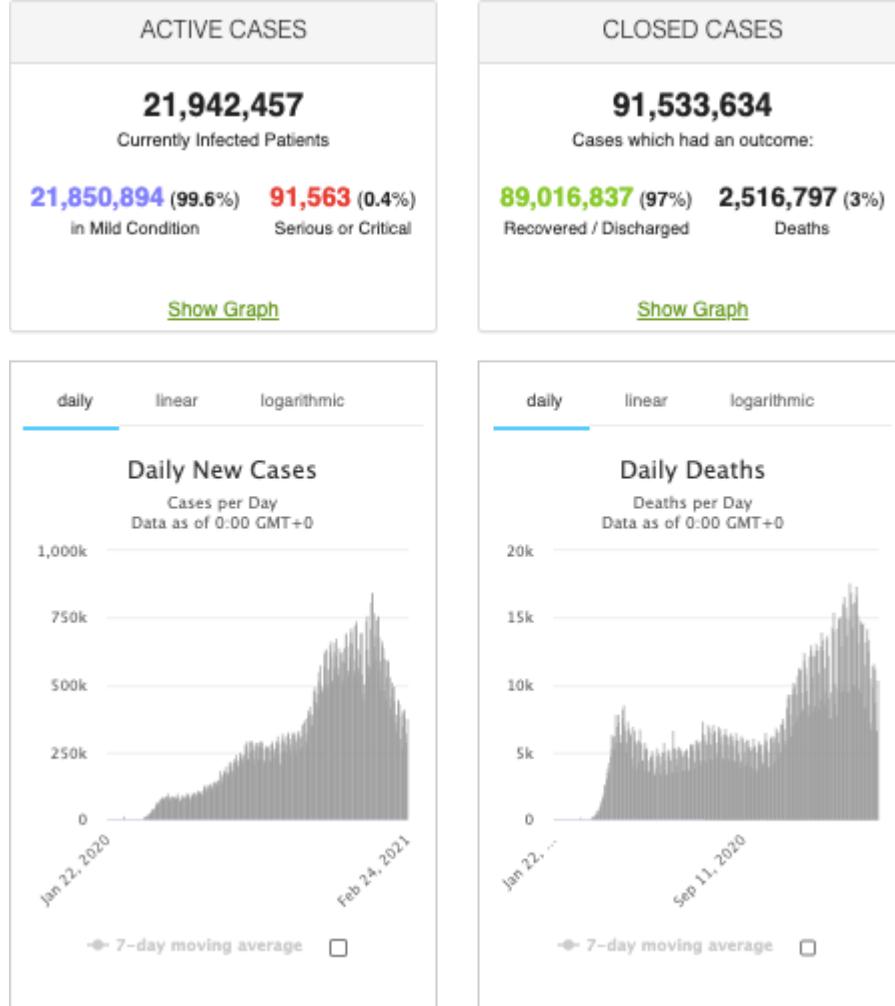 ACTIVE CASES
21,942,457
Currently Infected Patients
21,850,894 (99.6%) 91,563 (0.4%)
in Mild Condition Serious or Critical
Show Graph
CLOSED CASES
91,533,634
Cases which had an outcome:
89,016,837 (97%) 2,516,797 (3%)
Recovered / Discharged Deaths
Show Graph
daily linear logarithmic
Daily New Cases
Cases per Day
Data as of 0:00 GMT+0
1,000k
750k
500k
250k
0
Jan 22, 2020 Feb 24, 2021
7-day moving average
daily linear logarithmic
Daily Deaths
Deaths per Day
Data as of 0:00 GMT+0
20k
15k
10k
5k
0
Jan 22, ... Sep 11, 2020
7-day moving average